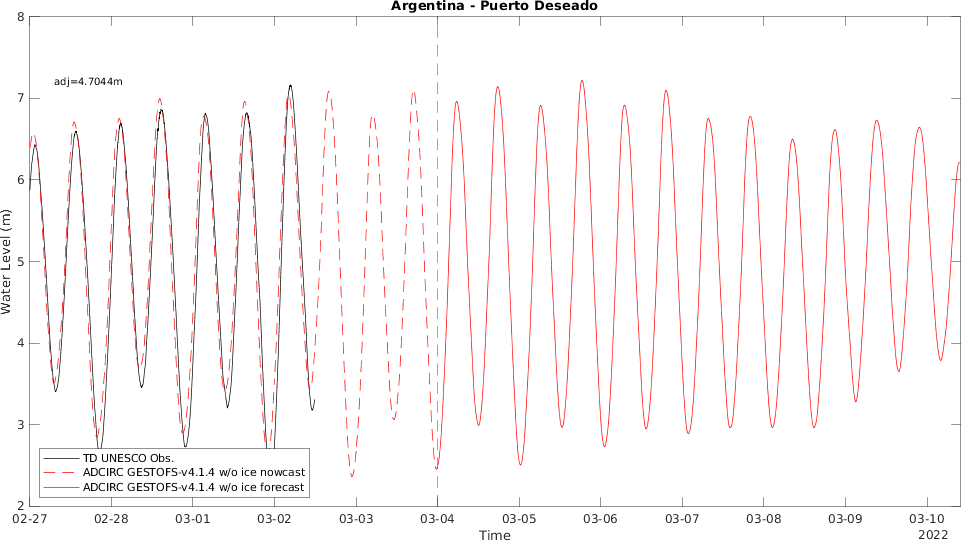 Argentina - Puerto Deseado
8
adj=4.7044m
7
6
5
4
3
2
Water Level (m)
TD UNESCO Obs.
ADCIRC GESTOFS-v4.1.4 w/o ice nowcast
ADCIRC GESTOFS-v4.1.4 w/o ice forecast
02-27 02-28 03-01 03-02 03-03 03-04 03-05 03-06 03-07 03-08 03-09 03-10
Time
2022